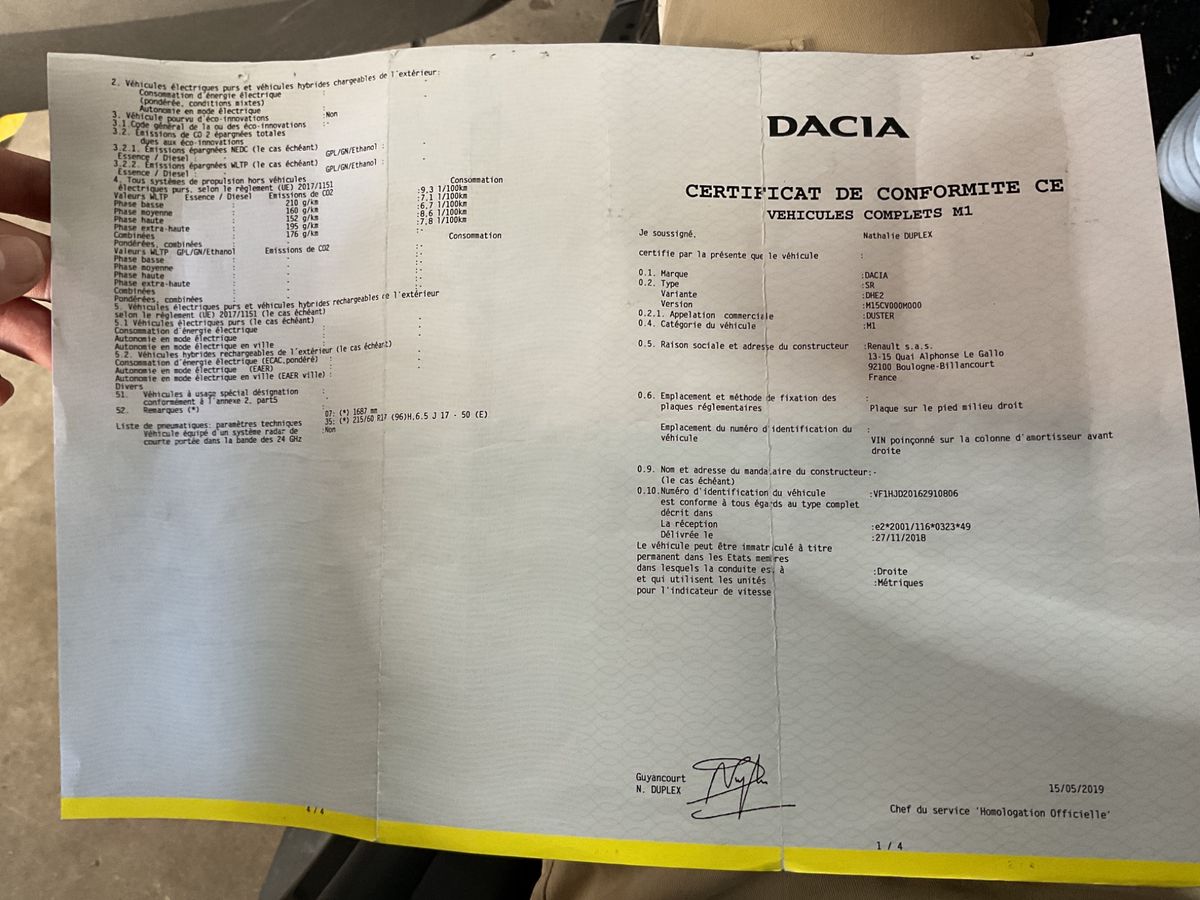 2. Véhicules électriques purs et véhicules hybrides chargeables de l'extérieur:
Consommation d'énergie électrique : -
(pondérée, conditions mixtes)
Autonomie en mode électrique : -
3. Véhicule pourvu d'éco-innovations :Non
3.1 Code général de la ou des éco-innovations :-
3.2. Emissions de CO 2 épargnées totales
dues aux éco-innovations
3.2.1. Emissions épargnées NEDC (le cas échéant)
Essence / Diesel : GPL/GN/Ethanol :
3.2.2. Emissions épargnées WLTP (le cas échéant)
Essence / Diesel : GPL/GN/Ethanol :
4. Tous systèmes de propulsion hors véhicules
électriques purs, selon le règlement (UE) 2017/1151
Valeurs WLTP Essence / Diesel Emissions de CO2 Consommation
Phase basse : 210 g/km :9,3 l/100km
Phase moyenne : 160 g/km :7,1 l/100km
Phase haute : 152 g/km :6,7 l/100km
Phase extra-haute : 195 g/km :8,6 l/100km
Combinées : 176 g/km :7,8 l/100km
Pondérées, combinées : - :-
Valeurs WLTP GPL/GN/Ethanol Emissions de CO2 Consommation
Phase basse : - :-
Phase moyenne : - :-
Phase haute : - :-
Phase extra-haute : - :-
Combinées : - :-
Pondérées, combinées : - :-
5. Véhicules électriques purs et véhicules hybrides rechargeables de l'extérieur
selon le règlement (UE) 2017/1151 (le cas échéant)
5.1 Véhicules électriques purs (le cas échéant)
Consommation d'énergie électrique : -
Autonomie en mode électrique : -
Autonomie en mode électrique en ville : -
5.2. Véhicules hybrides rechargeables de l'extérieur (le cas échéant)
Consommation d'énergie électrique (ECAC,pondéré) : -
Autonomie en mode électrique (EAER) : -
Autonomie en mode électrique en ville (EAER ville) : -
Divers
51. Véhicules à usage spécial désignation : -
conformément à l'annexe 2, part5
52. Remarques (*) :
07: (*) 1687 mm
35: (*) 215/60 R17 (96)H,6.5 J 17 - 50 (E)
Liste de pneumatiques: paramètres techniques
Véhicule équipé d'un système radar de :Non
courte portée dans la bande des 24 GHz
4/4
DACIA
CERTIFICAT DE CONFORMITE CE
VEHICULES COMPLETS M1
Je soussigné, Nathalie DUPLEX
certifie par la présente que le véhicule :
0.1. Marque :DACIA
0.2. Type :SR
Variante :DHE2
Version :M15CV000M000
0.2.1. Appelation commerciale :DUSTER
0.4. Catégorie du véhicule :M1
0.5. Raison sociale et adresse du constructeur :Renault s.a.s.
13-15 Quai Alphonse Le Gallo
92100 Boulogne-Billancourt
France
0.6. Emplacement et méthode de fixation des :
plaques réglementaires Plaque sur le pied milieu droit
Emplacement du numéro d'identification du :
véhicule VIN poinçonné sur la colonne d'amortisseur avant
droite
0.9. Nom et adresse du mandataire du constructeur:-
(le cas échéant)
0.10.Numéro d'identification du véhicule :VF1HJD20162910806
est conforme à tous égards au type complet
décrit dans
La réception :e2*2001/116*0323*49
Délivrée le :27/11/2018
Le véhicule peut être immatriculé à titre
permanent dans les Etats membres
dans lesquels la conduite est à :Droite
et qui utilisent les unités :Métriques
pour l'indicateur de vitesse
Guyancourt
N. DUPLEX
15/05/2019
Chef du service 'Homologation Officielle'
1 / 4